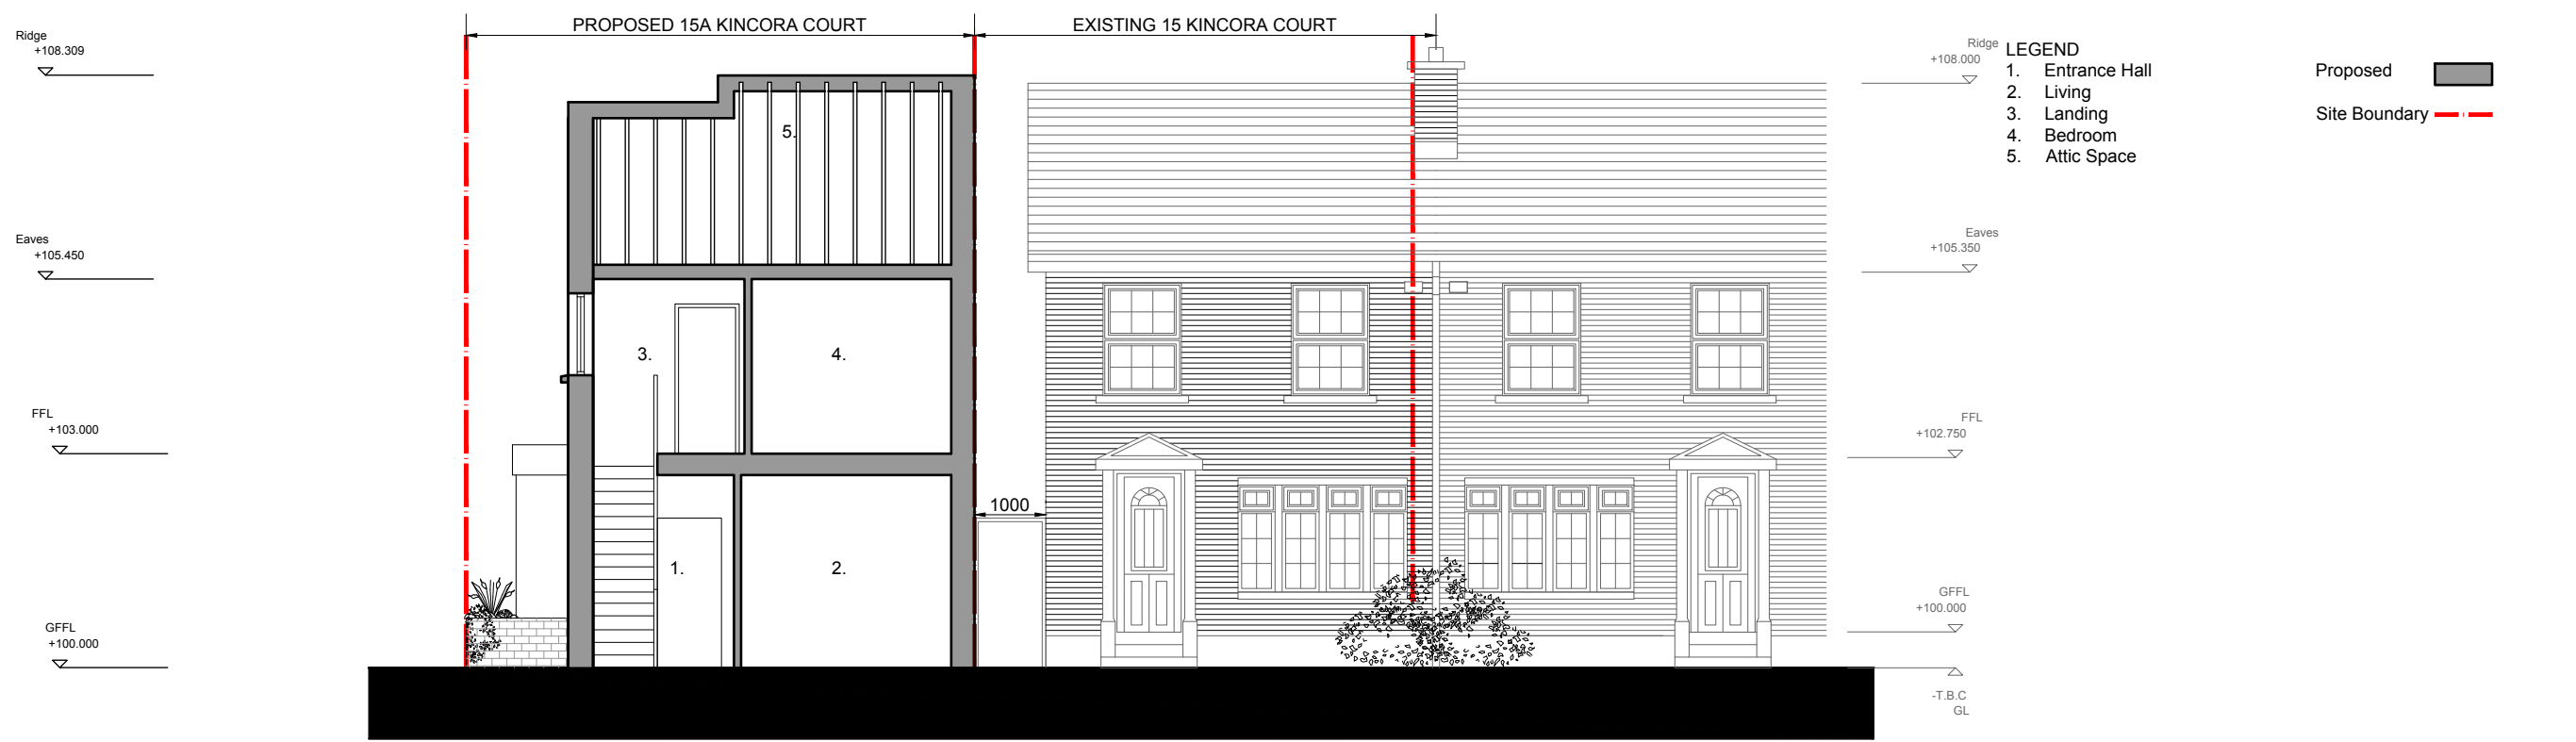 PROPOSED 15A KINCORA COURT
EXISTING 15 KINCORA COURT
Ridge
+108.309
Eaves
+105.450
FFL
+103.000
GFFL
+100.000
5.
3.
4.
1.
2.
1000
Ridge
+108.000
Eaves
+105.350
FFL
+102.750
GFFL
+100.000
-T.B.C
GL
LEGEND
1. Entrance Hall
2. Living
3. Landing
4. Bedroom
5. Attic Space
Proposed
Site Boundary